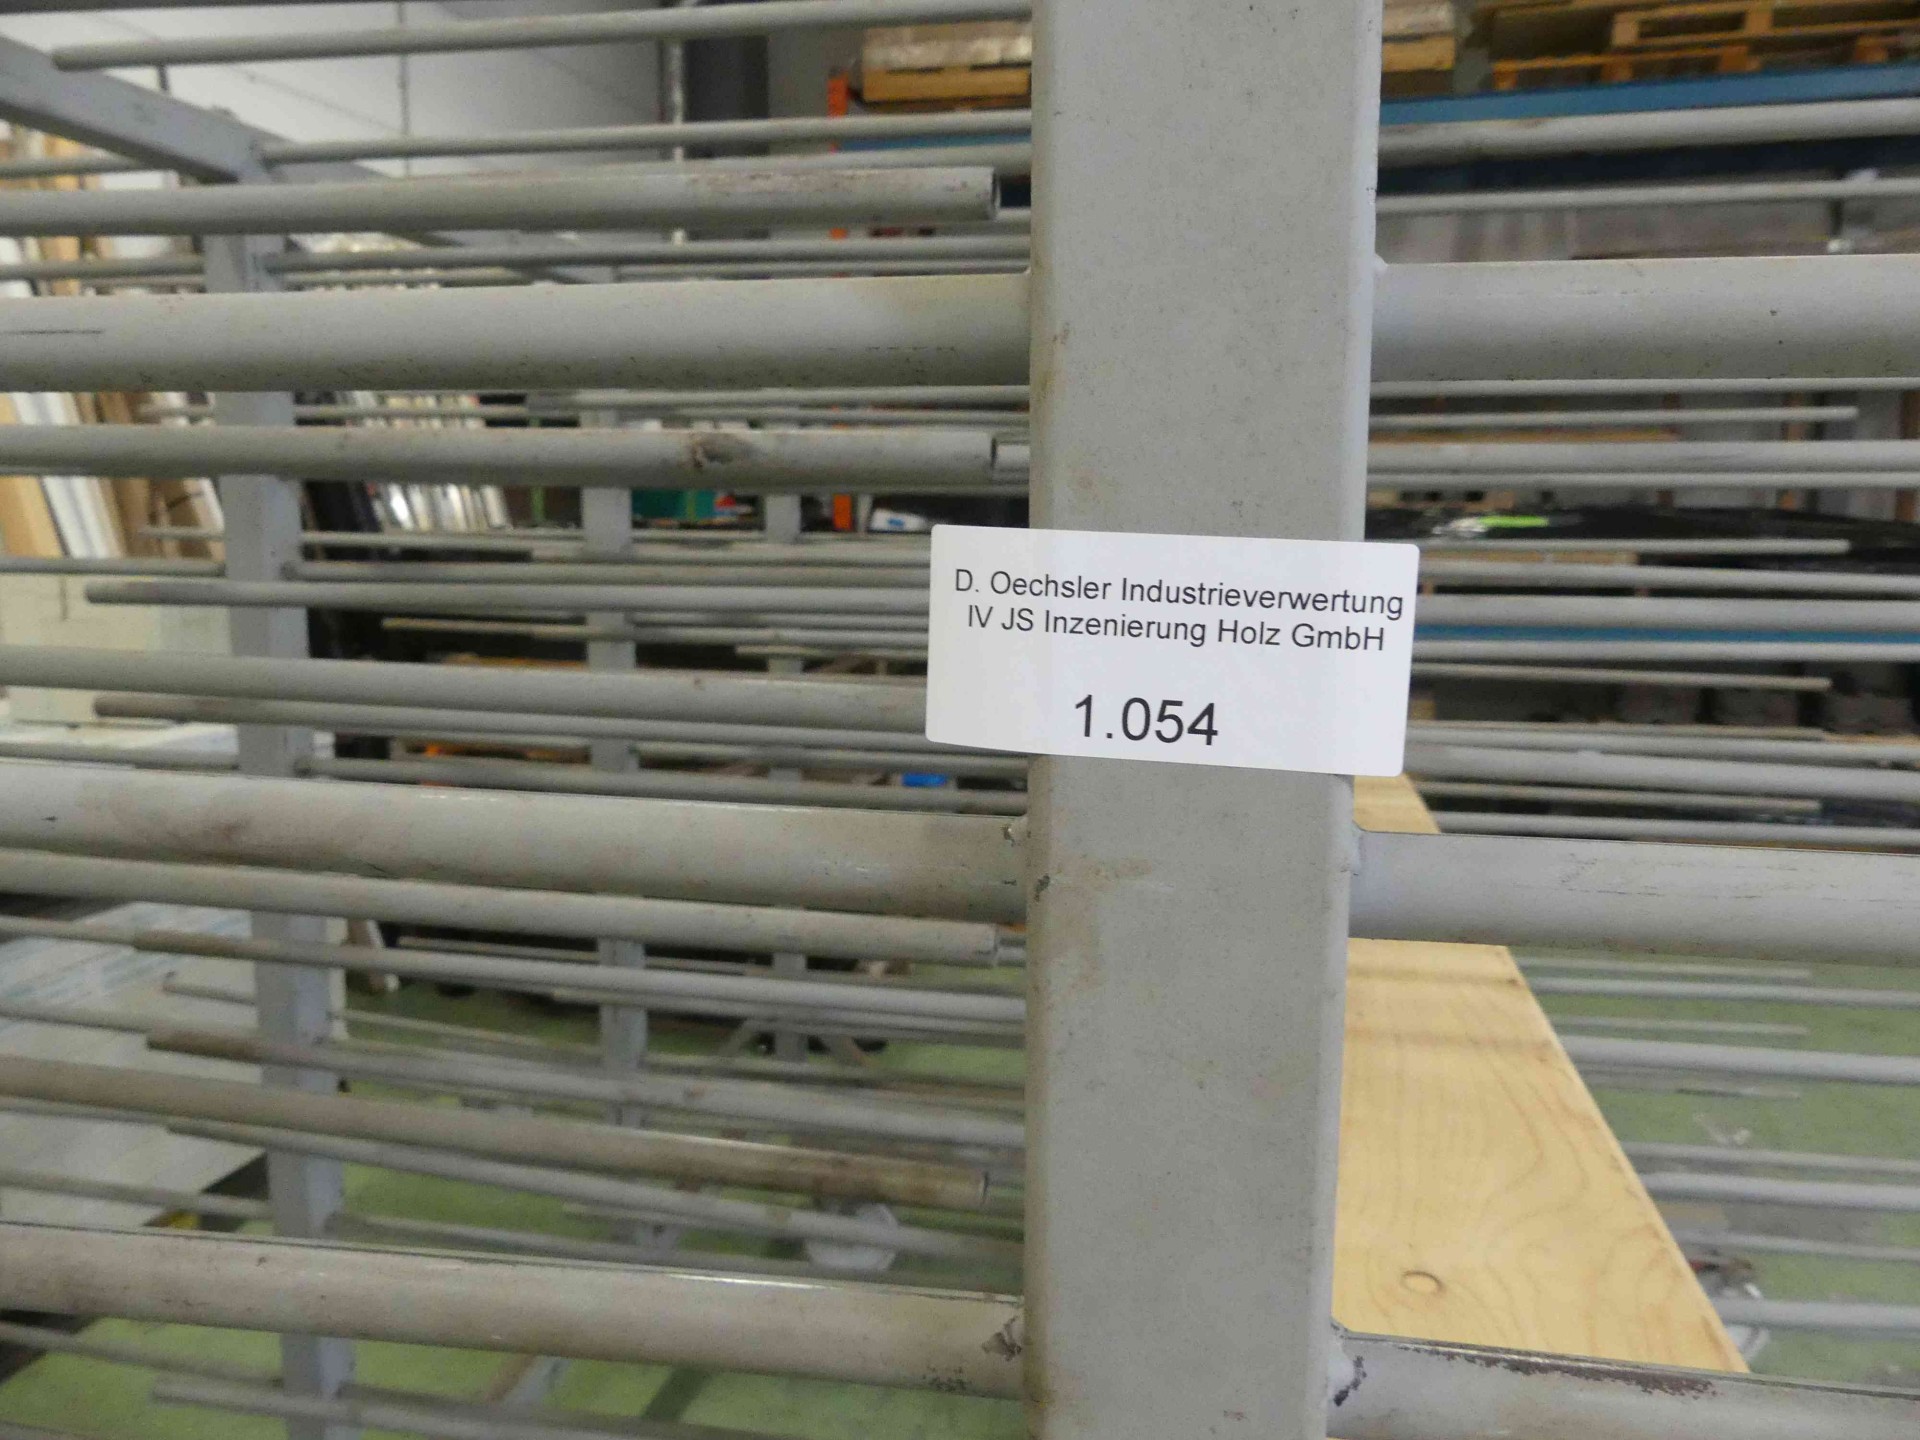 D. Oechsler Industrieverwertung
IV JS Inzenierung Holz GmbH
1.054